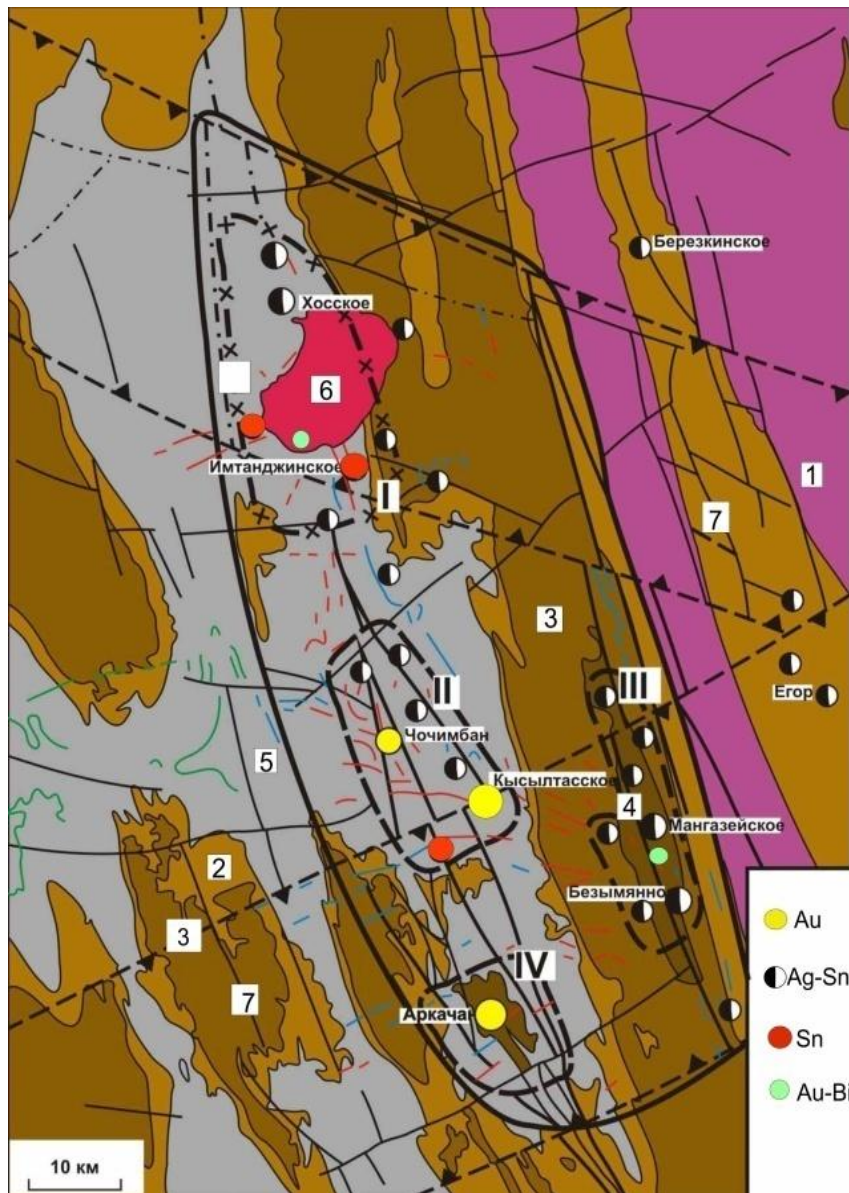 Березкинское
Хосское
6
1
Имтанджинское
I
7
3
III
Егор
II
Чочимбан
5
Кысылтасское
4
Мангазейское
2
Безымянно
3
Au
7
IV
Ag-Sn
Аркачан
Sn
Au-Bi
10 км